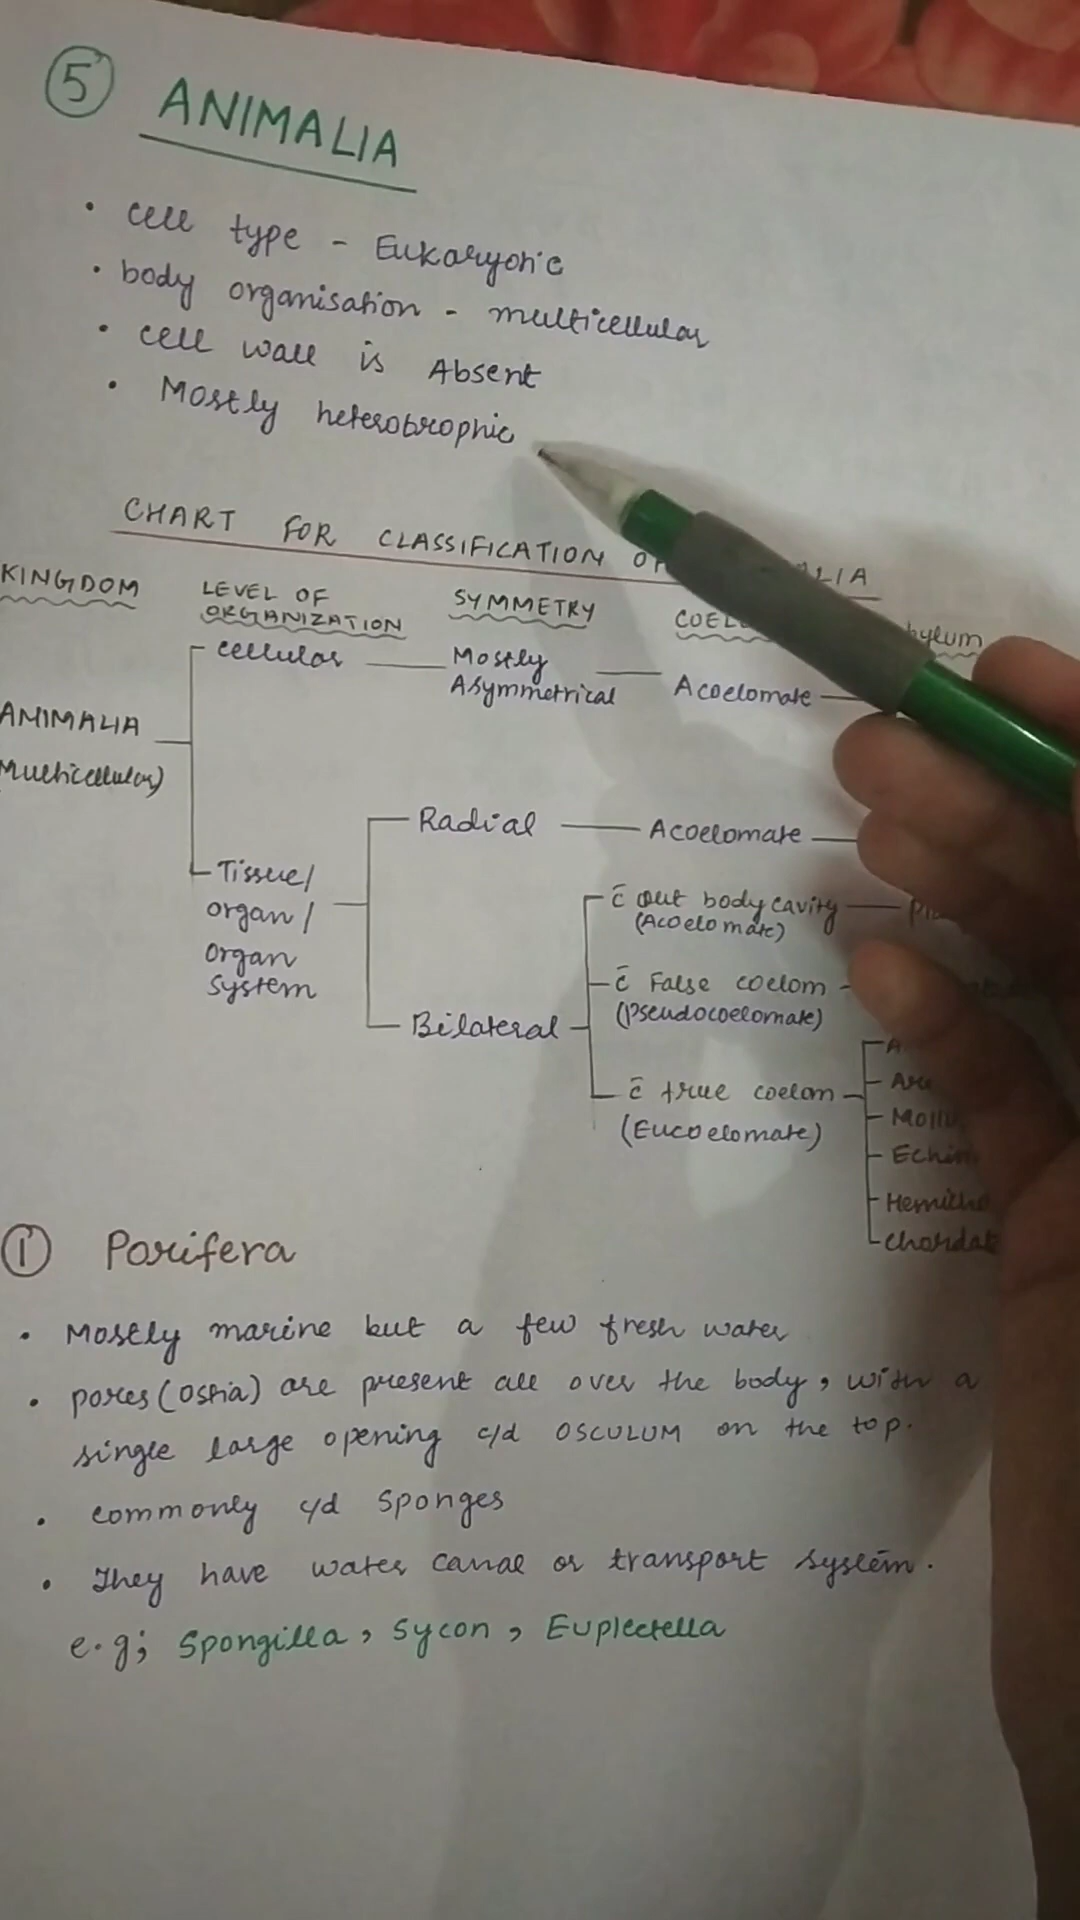 5 ANIMALIA
• cell type - Eukaryotic
• body organisation - multicellular
• cell wall is Absent
• Mostly heterotrophic
CHART FOR CLASSIFICATION
KINGDOM LEVEL OF ORGANIZATION SYMMETRY
cellular Mostly Asymmetrical Acoelomate
ANIMALIA
(Multicellular)
Radial Acoelomate
Tissue/
organ/
organ
system
c̄ out body cavity
(Acoelomate)
c̄ False coelom
(Pseudocoelomate)
Bilateral
c̄ true coelom
(Eucoelomate)
① Porifera
• Mostly marine but a few fresh water
• pores (ostia) are present all over the body, with a
single large opening c/d OSCULUM on the top.
• commonly c/d sponges
• They have water canal or transport system.
e.g; Spongilla, Sycon, Euplectella